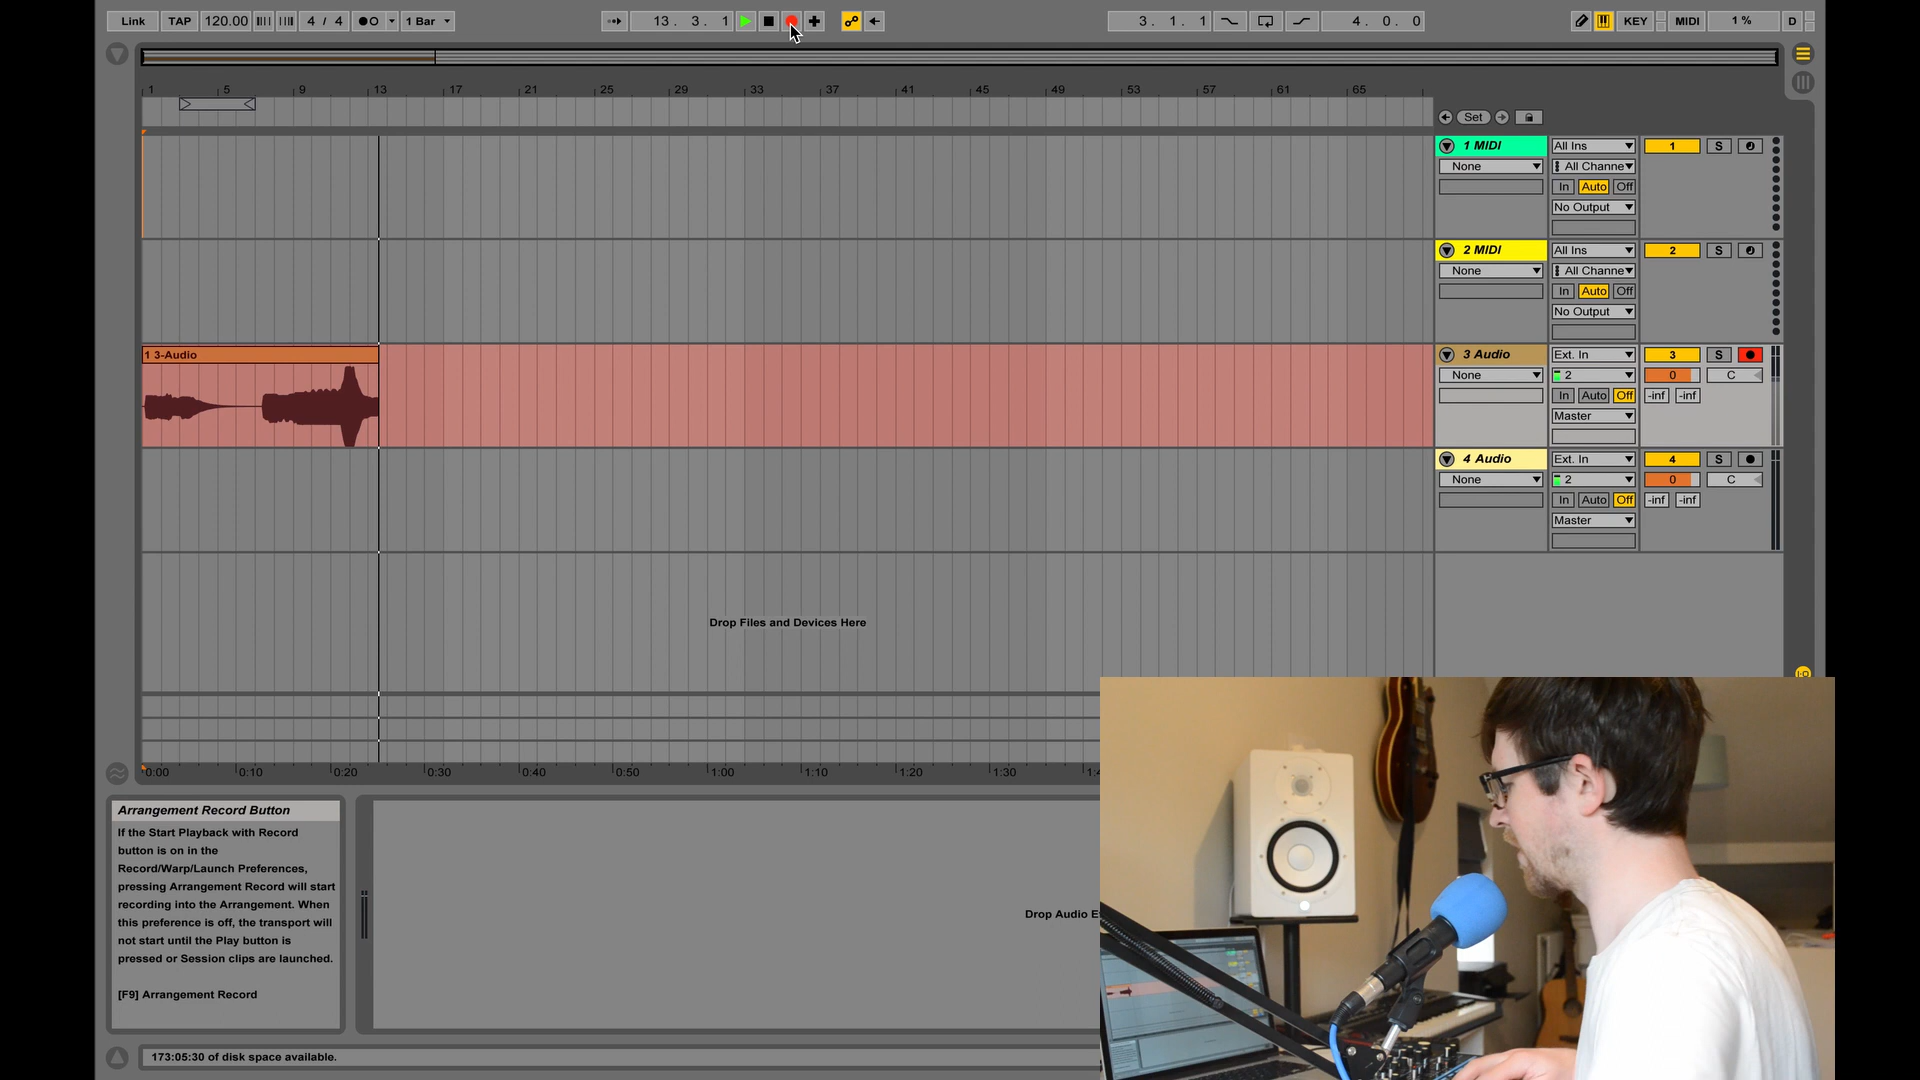 Link TAP 120.00 4 / 4 1 Bar 13 . 3 . 1 3 . 1 . 1 4 . 0 . 0 KEY MIDI 1 % D
1 5 9 13 17 21 25 29 33 37 41 45 49 53 57 61 65
Set
1 MIDI All Ins 1 S
None All Channe
In Auto Off
No Output
2 MIDI All Ins 2 S
None All Channe
In Auto Off
No Output
1 3-Audio
3 Audio Ext. In 3 S
None 2 0 C
In Auto Off -inf -inf
Master
4 Audio Ext. In 4 S
None 2 0 C
In Auto Off -inf -inf
Master
Drop Files and Devices Here
0:00 0:10 0:20 0:30 0:40 0:50 1:00 1:10 1:20 1:30 1:4
Arrangement Record Button
If the Start Playback with Record
button is on in the
Record/Warp/Launch Preferences,
pressing Arrangement Record will start
recording into the Arrangement. When
this preference is off, the transport will
not start until the Play button is
pressed or Session clips are launched.
[F9] Arrangement Record
Drop Audio E
173:05:30 of disk space available.